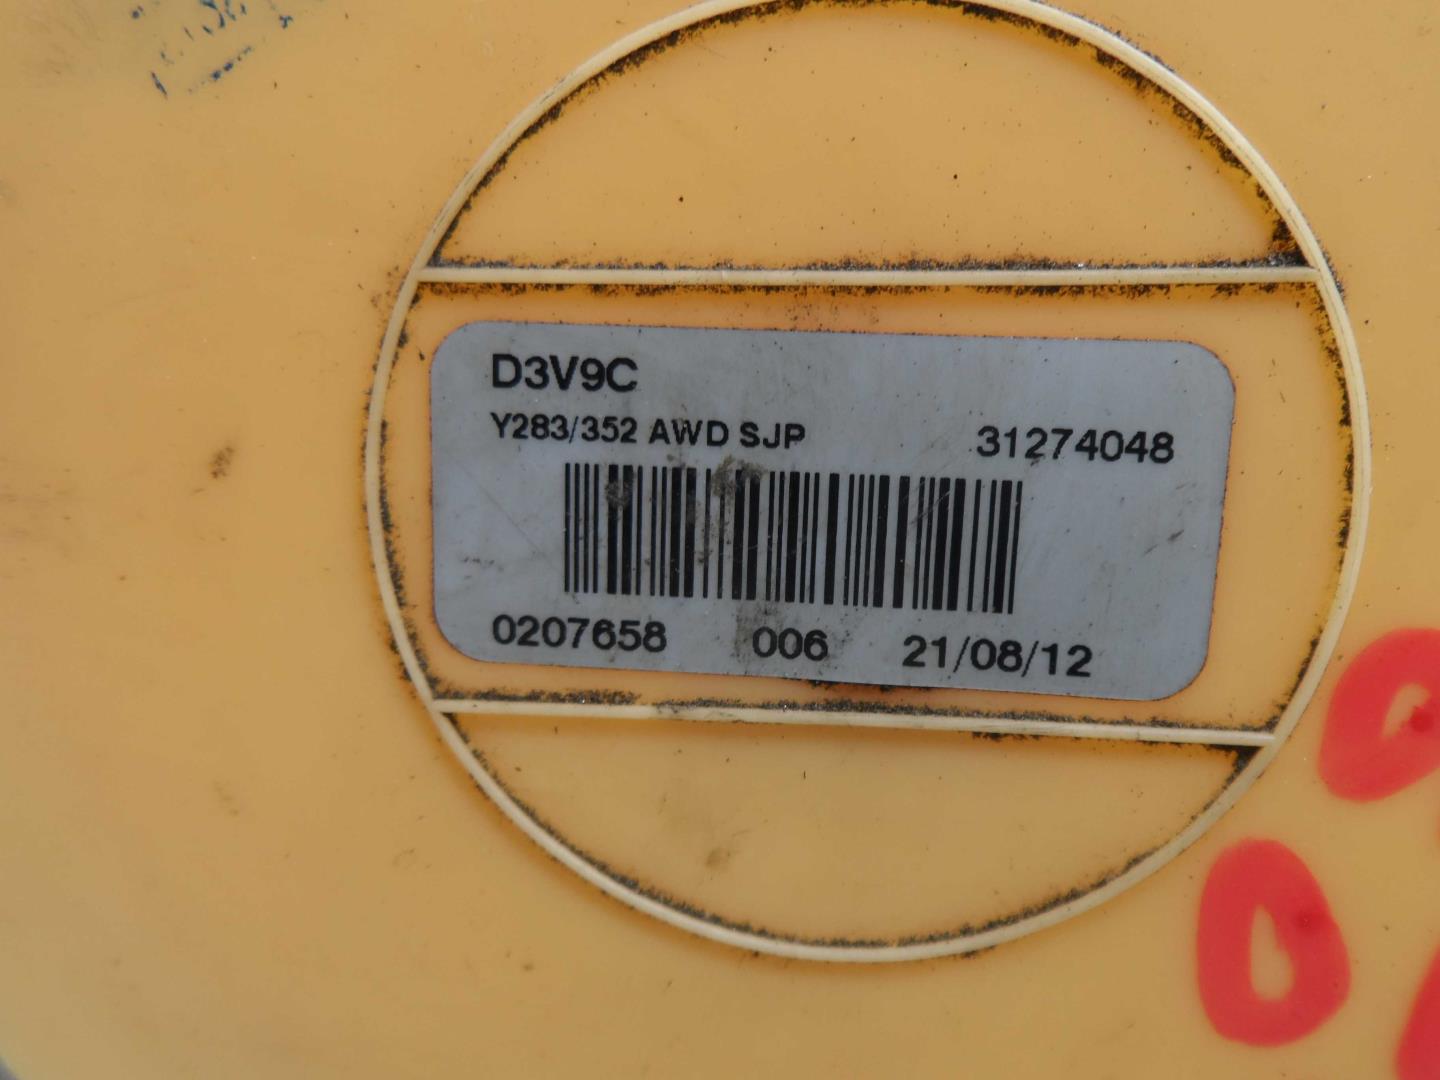 D3V9C
Y283/352 AWD SJP 31274048
0207658 006 21/08/12